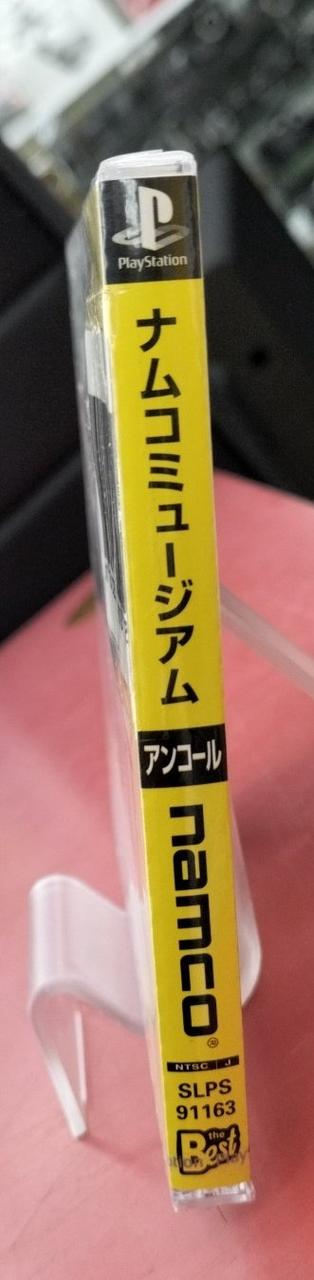 PlayStation
ナムコミュージアム
アンコール
namco®
NTSC J
SLPS
91163
the
Best